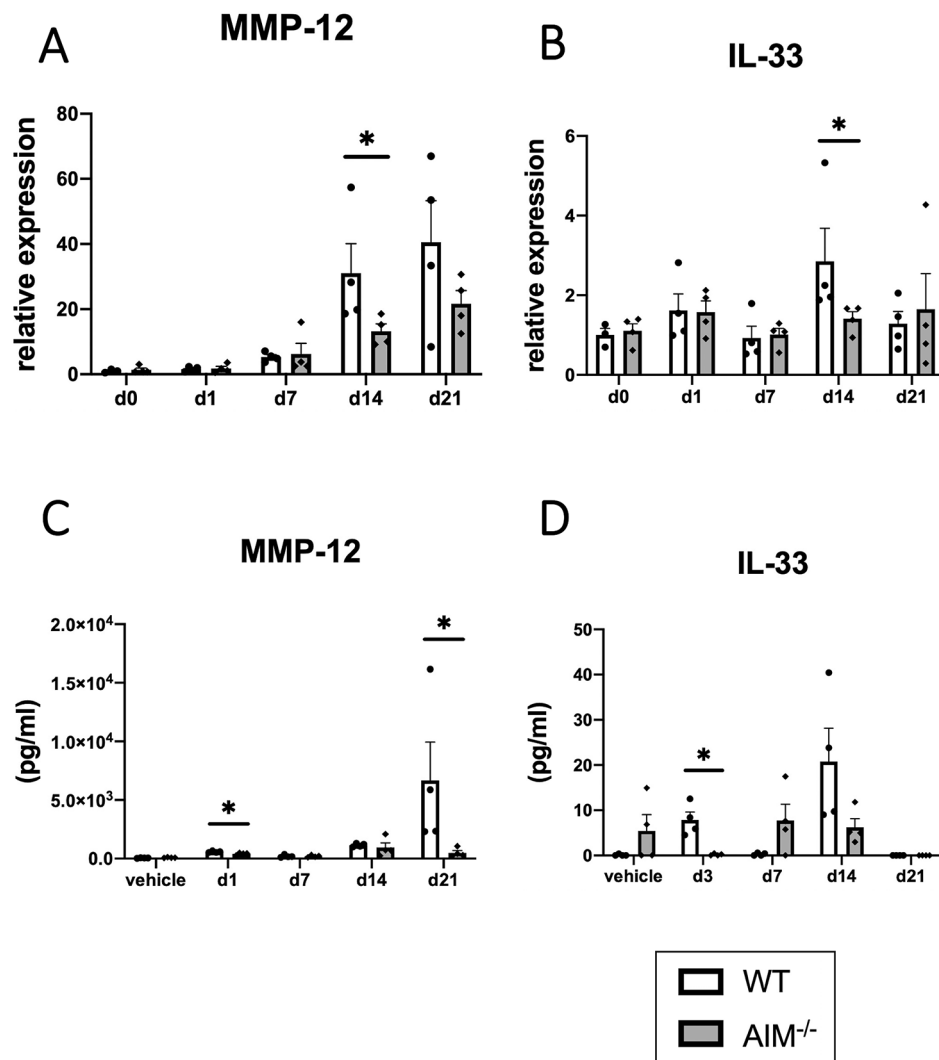 A
MMP-12
relative expression
80
60
40
20
0
*
d0 d1 d7 d14 d21
B
IL-33
relative expression
6
4
2
0
*
d0 d1 d7 d14 d21
C
MMP-12
(pg/ml)
2.0×10⁴
1.5×10⁴
1.0×10⁴
5.0×10³
0.0
*
*
vehicle d1 d7 d14 d21
D
IL-33
(pg/ml)
50
40
30
20
10
0
*
vehicle d3 d7 d14 d21
WT
AIM⁻/⁻